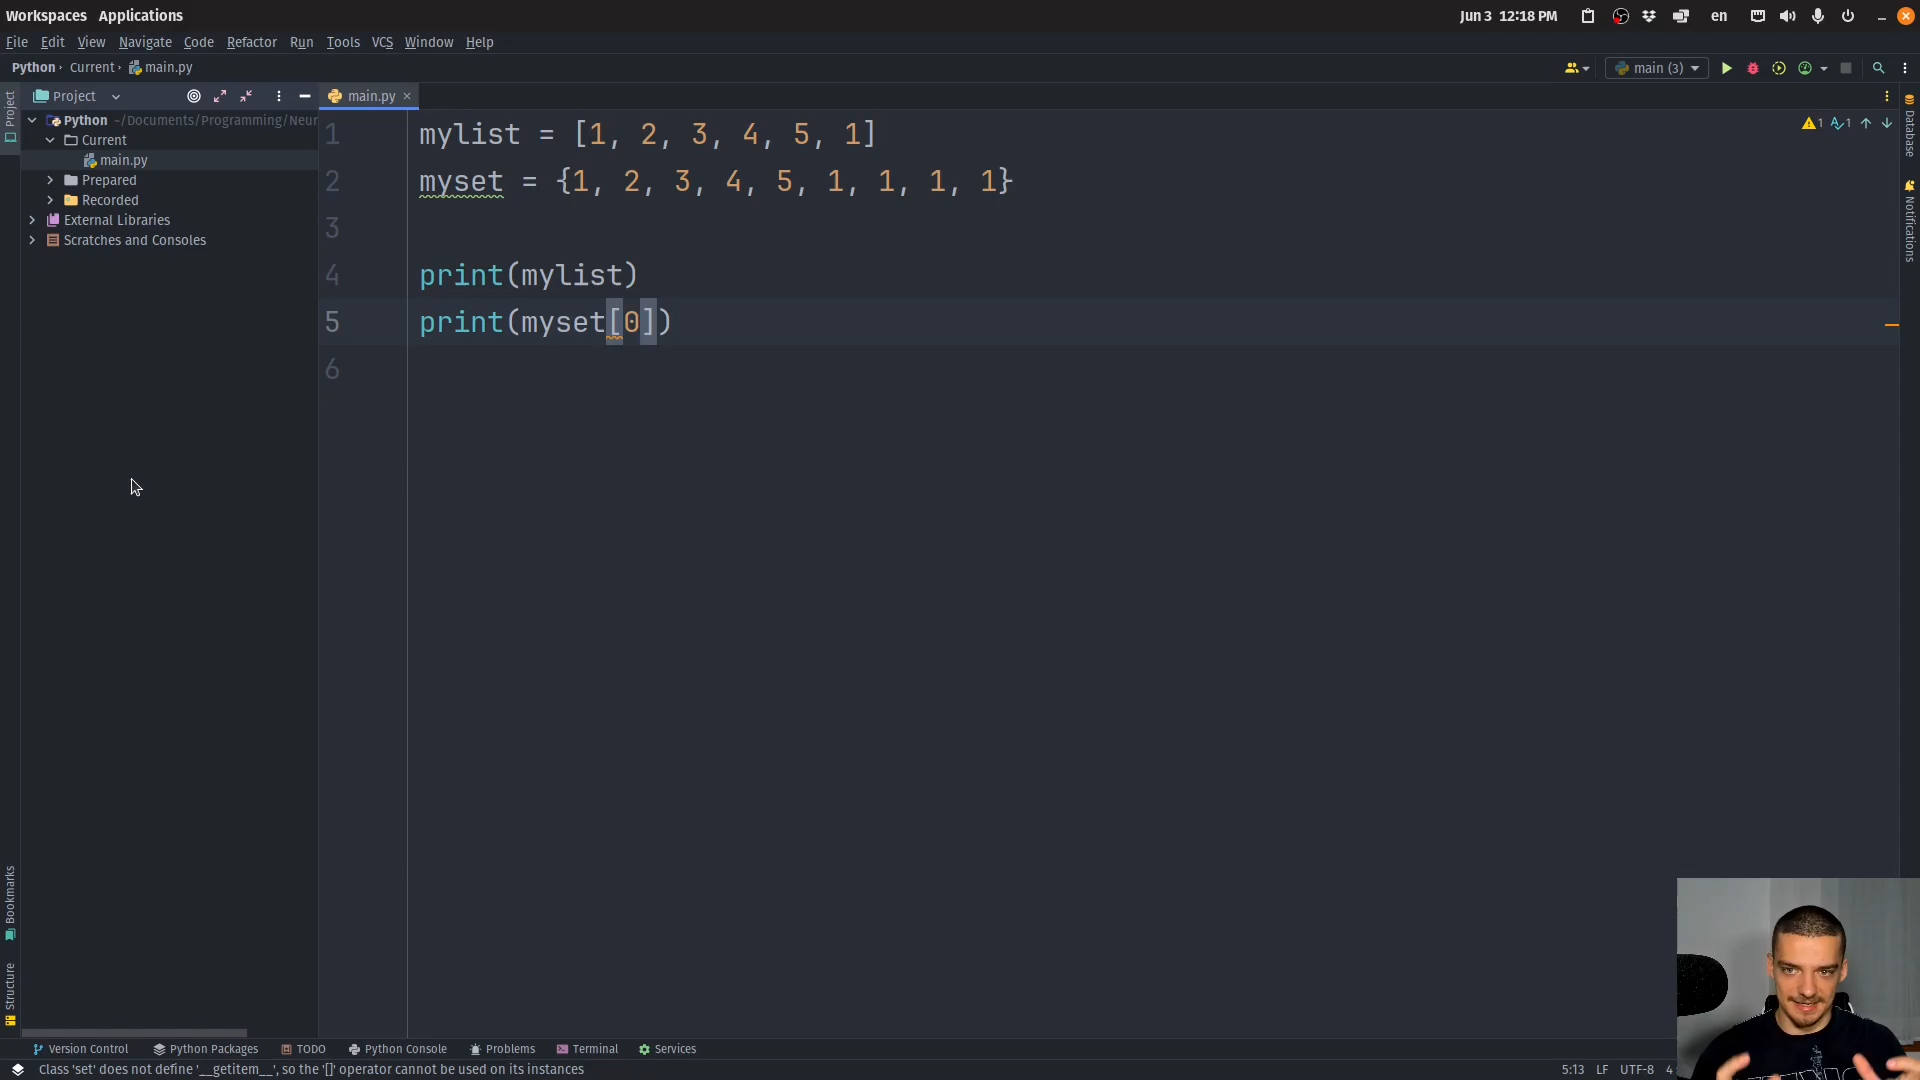 Workspaces Applications
Jun 3 12:18 PM en
File Edit View Navigate Code Refactor Run Tools VCS Window Help
Python Current main.py
main (3)
Project
main.py
Project
Python ~/Documents/Programming/Neur
Current
main.py
Prepared
Recorded
External Libraries
Scratches and Consoles
1 mylist = [1, 2, 3, 4, 5, 1]
2 myset = {1, 2, 3, 4, 5, 1, 1, 1, 1}
3
4 print(mylist)
5 print(myset[0])
6
1 1
Database
Notifications
Bookmarks
Structure
Version Control Python Packages TODO Python Console Problems Terminal Services
Class 'set' does not define '__getitem__', so the '[]' operator cannot be used on its instances
5:13 LF UTF-8 4